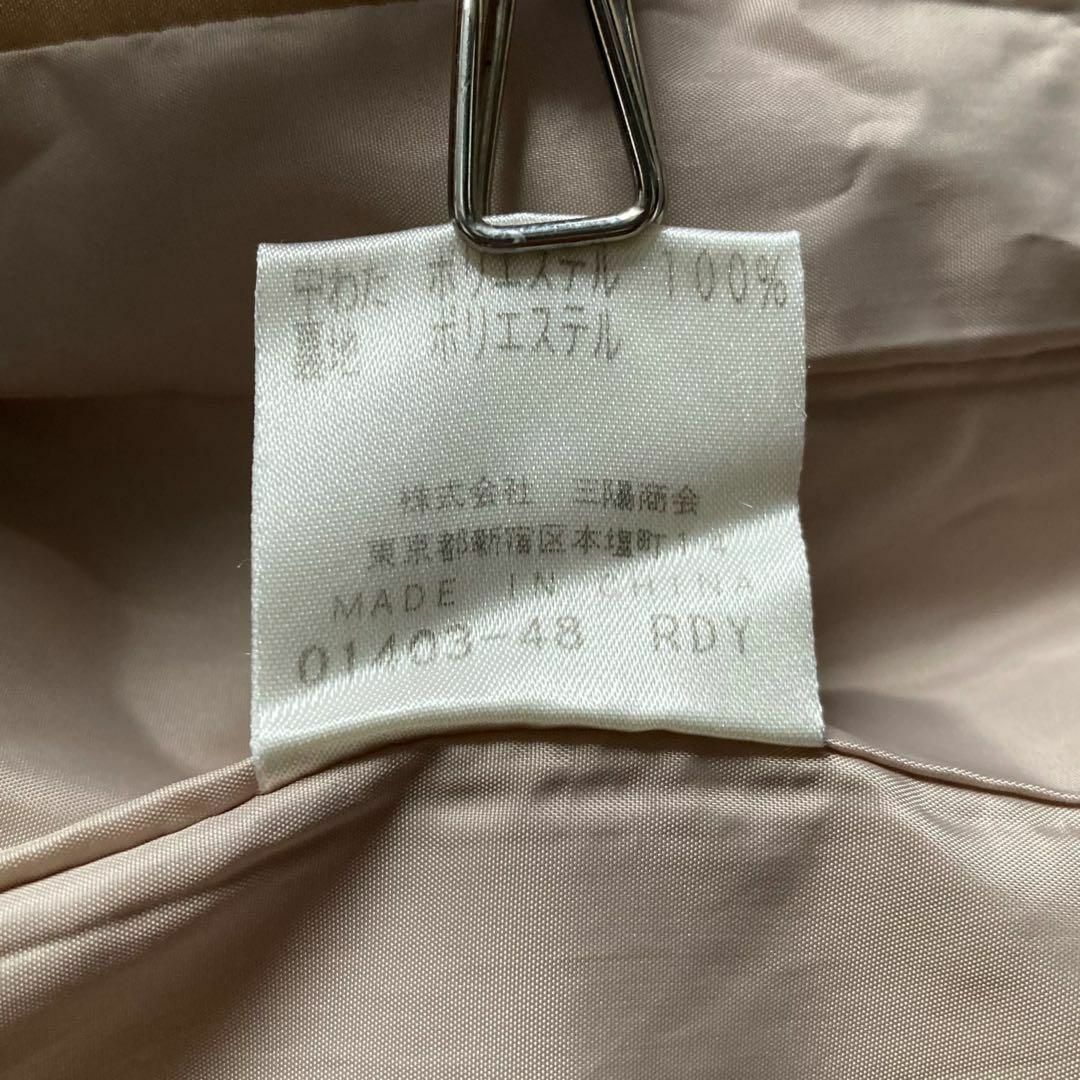 中わた ポリエステル 100%
裏地 ポリエステル
株式会社 三陽商会
東京都新宿区本塩町14
MADE IN CHINA
01403-48 RDY